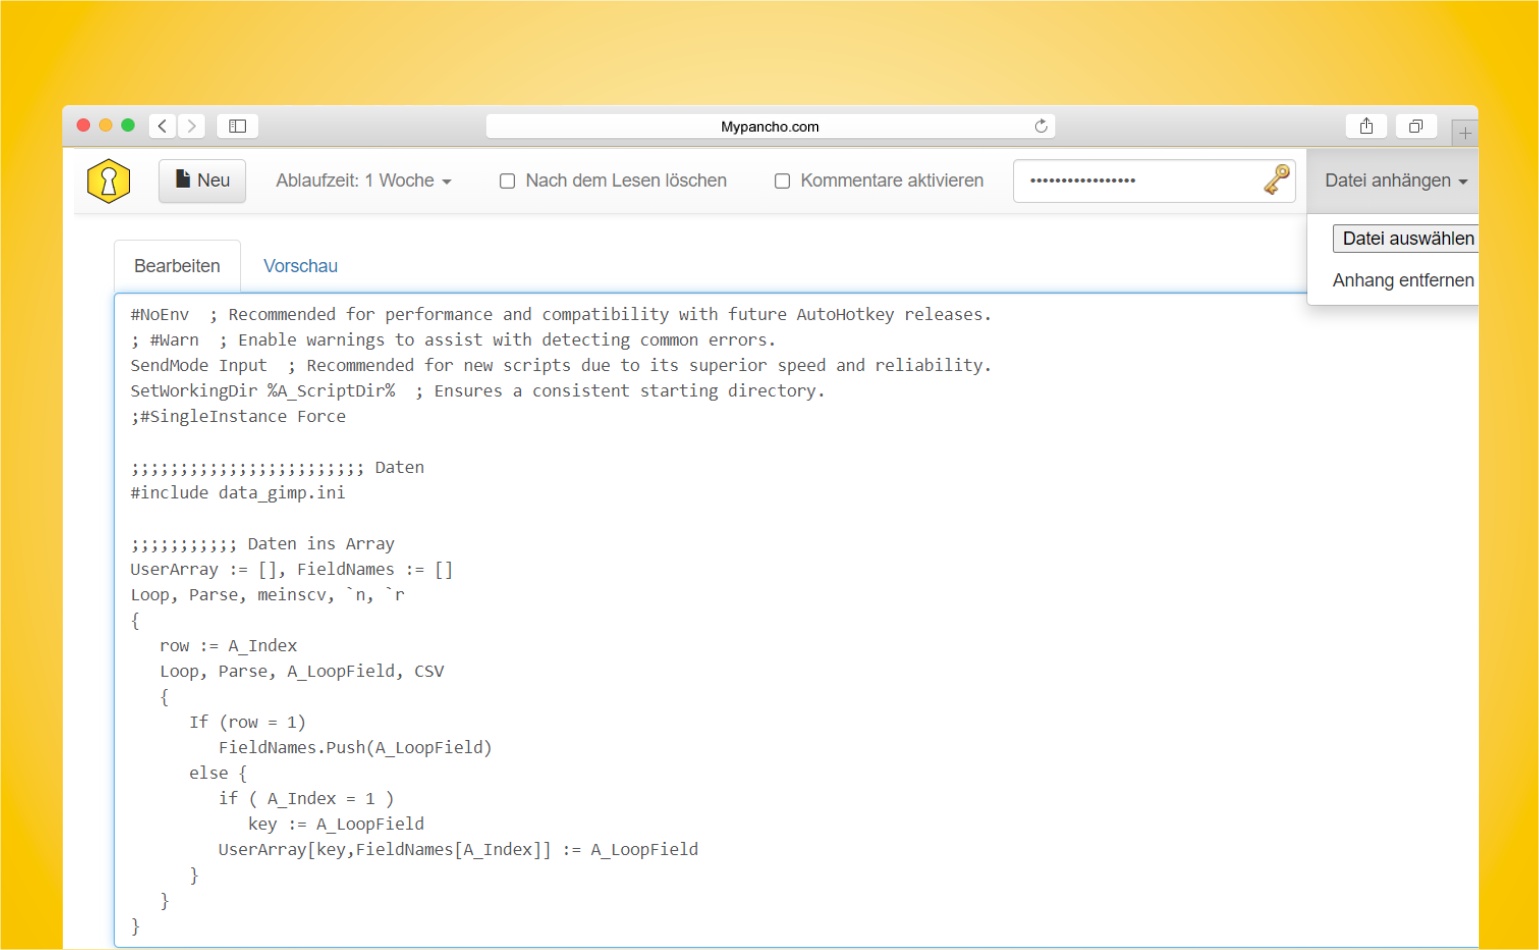 Mypancho.com
Neu
Ablaufzeit: 1 Woche
Nach dem Lesen löschen
Kommentare aktivieren
•••••••••••••••••
Datei anhängen
Datei auswählen
Anhang entfernen
Bearbeiten
Vorschau
#NoEnv  ; Recommended for performance and compatibility with future AutoHotkey releases.
; #Warn  ; Enable warnings to assist with detecting common errors.
SendMode Input  ; Recommended for new scripts due to its superior speed and reliability.
SetWorkingDir %A_ScriptDir%  ; Ensures a consistent starting directory.
;#SingleInstance Force
;;;;;;;;;;;;;;;;;;;;;;;; Daten
#include data_gimp.ini
;;;;;;;;;;; Daten ins Array
UserArray := [], FieldNames := []
Loop, Parse, meinscv, `n, `r
{
   row := A_Index
   Loop, Parse, A_LoopField, CSV
   {
      If (row = 1)
         FieldNames.Push(A_LoopField)
      else {
         if ( A_Index = 1 )
            key := A_LoopField
         UserArray[key,FieldNames[A_Index]] := A_LoopField
      }
   }
}